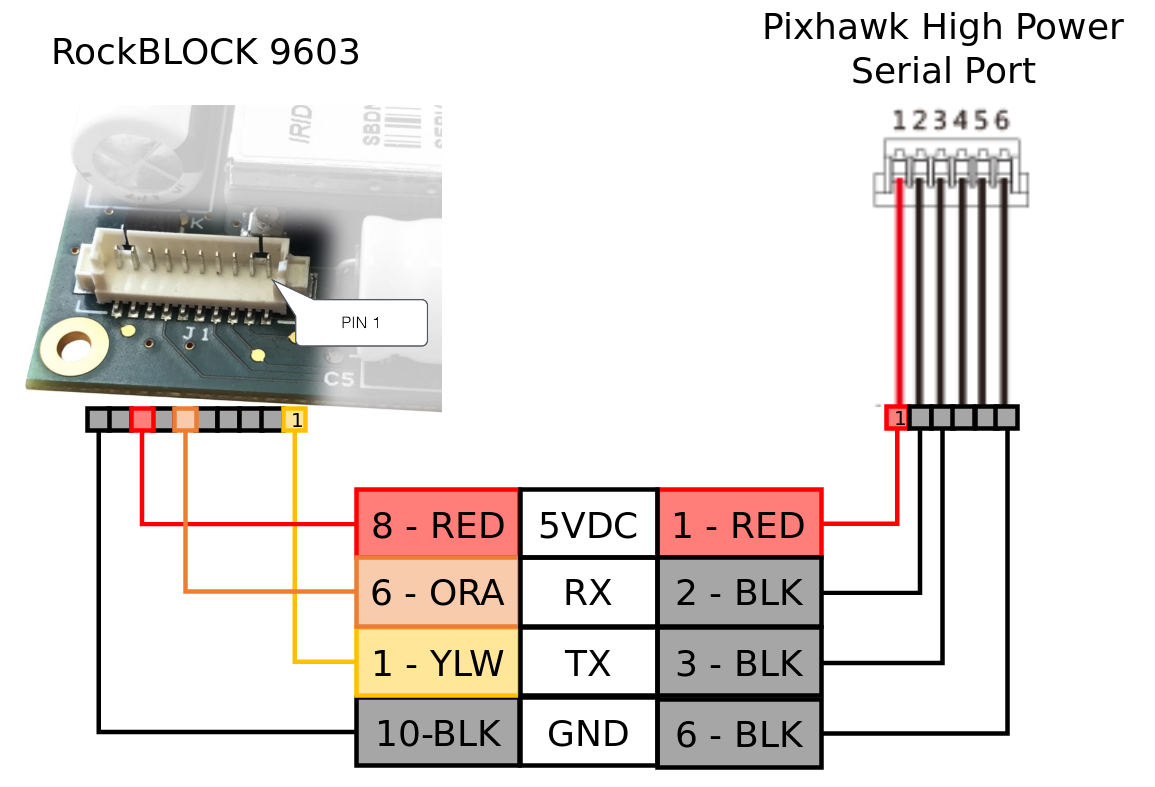 RockBLOCK 9603
Pixhawk High Power
Serial Port
1 2 3 4 5 6
IRID
SBDN
K
PIN 1
J1
C5
1
1
8 - RED 5VDC 1 - RED
6 - ORA RX 2 - BLK
1 - YLW TX 3 - BLK
10-BLK GND 6 - BLK